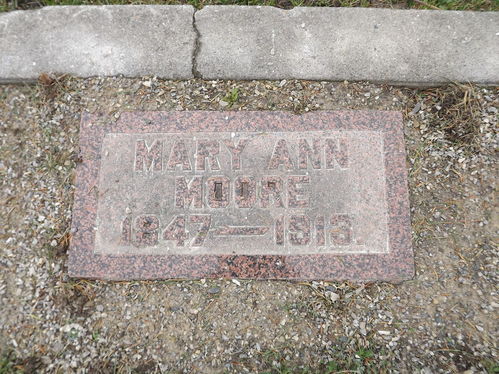 MARY ANN
MOORE
1847 — 1913.